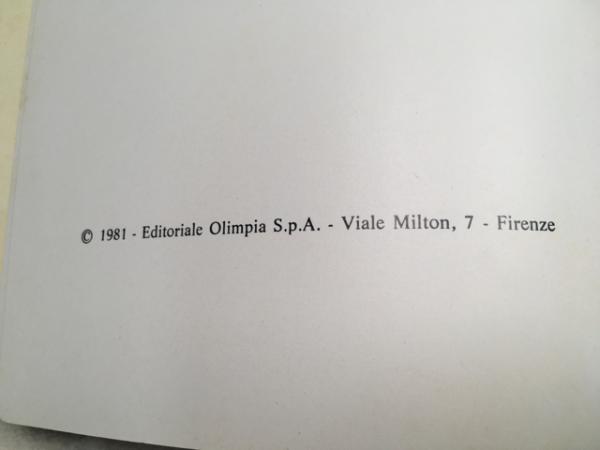 © 1981 - Editoriale Olimpia S.p.A. - Viale Milton, 7 - Firenze